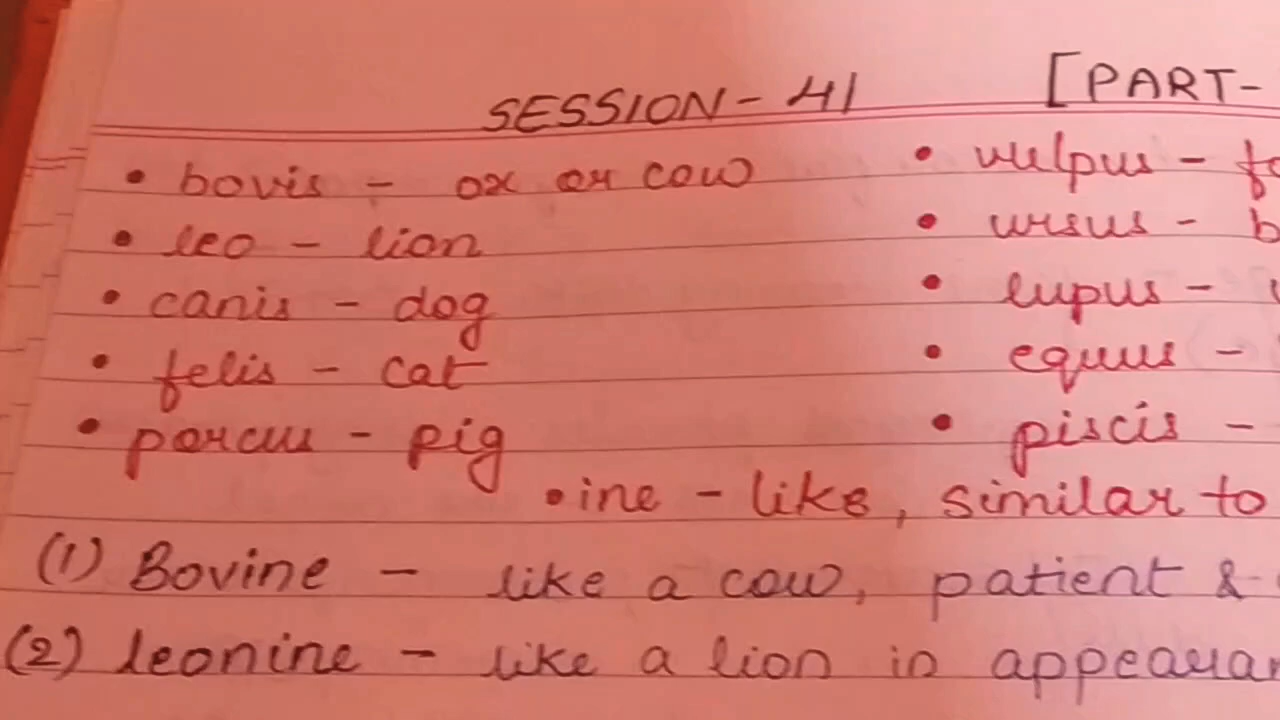 SESSION - 41 [PART-
• bovis - ox or cow • vulpus - fo
• leo - lion • ursus - b
• canis - dog • lupus -
• felis - cat • equus -
• porcus - pig • piscis -
• ine - like, similar to
(1) Bovine - like a cow, patient &
(2) leonine - like a lion in appearan